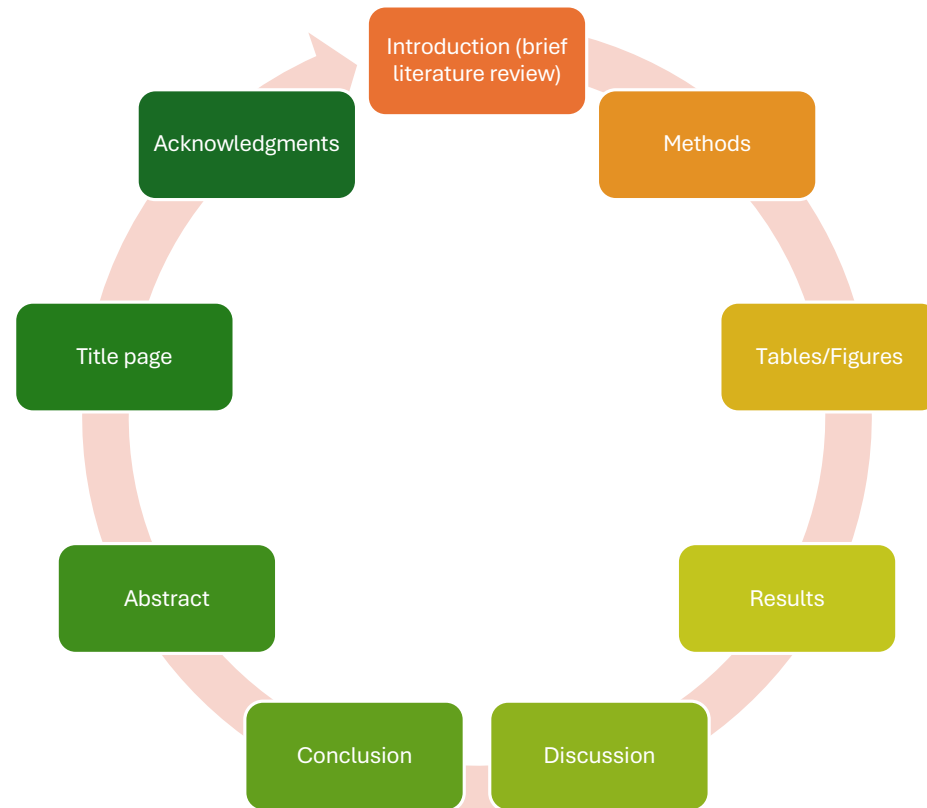 Introduction (brief
literature review)
Methods
Tables/Figures
Results
Discussion
Conclusion
Abstract
Title page
Acknowledgments